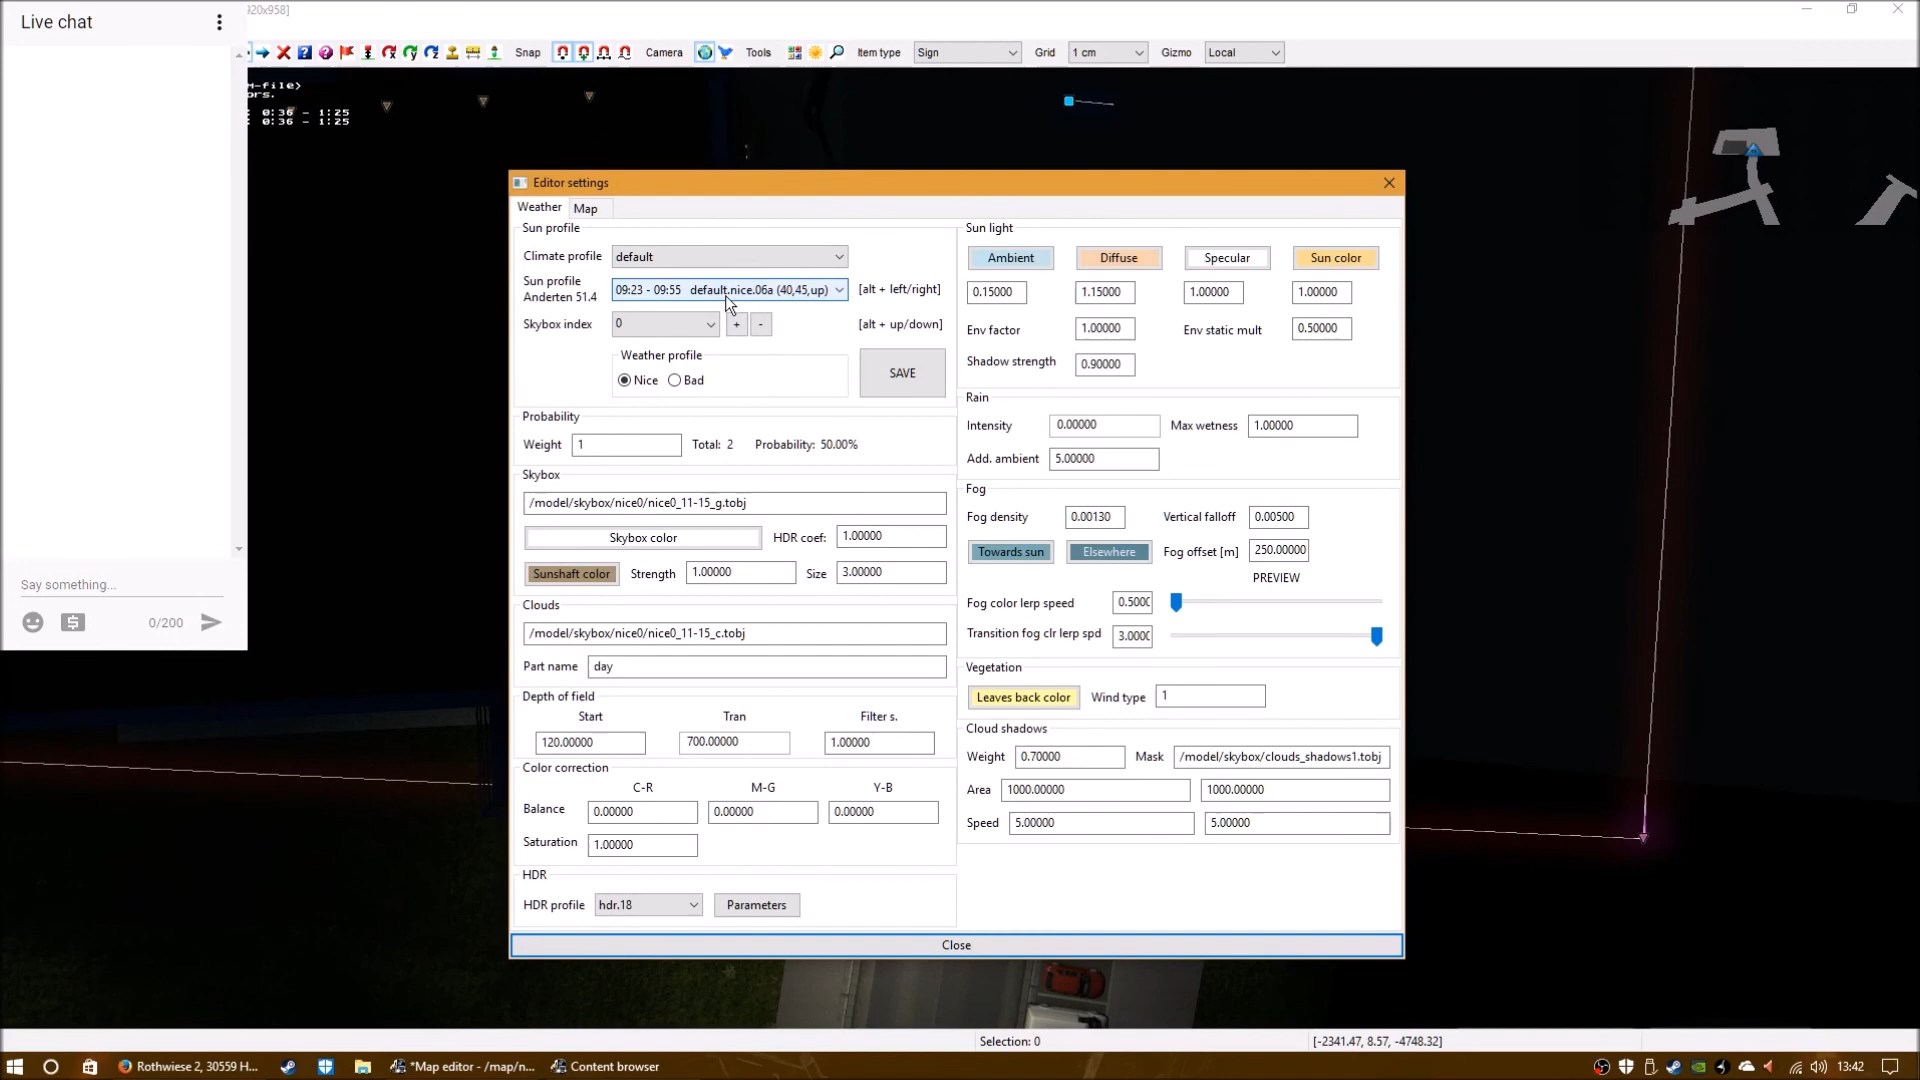 Live chat
920x958]
Snap
Camera
Tools
Item type
Sign
Grid
1 cm
Gizmo
Local
M-file>
ors.
: 0:36 - 1:25
: 0:36 - 1:25
Editor settings
Weather
Map
Sun profile
Climate profile
default
Sun profile
Anderten 51.4
09:23 - 09:55 default.nice.06a (40,45,up)
[alt + left/right]
Skybox index
0
+
-
[alt + up/down]
Weather profile
Nice
Bad
SAVE
Probability
Weight
1
Total: 2
Probability: 50.00%
Skybox
/model/skybox/nice0/nice0_11-15_g.tobj
Skybox color
HDR coef:
1.00000
Sunshaft color
Strength
1.00000
Size
3.00000
Clouds
/model/skybox/nice0/nice0_11-15_c.tobj
Part name
day
Depth of field
Start
Tran
Filter s.
120.00000
700.00000
1.00000
Color correction
C-R
M-G
Y-B
Balance
0.00000
0.00000
0.00000
Saturation
1.00000
HDR
HDR profile
hdr.18
Parameters
Sun light
Ambient
Diffuse
Specular
Sun color
0.15000
1.15000
1.00000
1.00000
Env factor
1.00000
Env static mult
0.50000
Shadow strength
0.90000
Rain
Intensity
0.00000
Max wetness
1.00000
Add. ambient
5.00000
Fog
Fog density
0.00130
Vertical falloff
0.00500
Towards sun
Elsewhere
Fog offset [m]
250.00000
PREVIEW
Fog color lerp speed
0.500(
Transition fog clr lerp spd
3.000(
Vegetation
Leaves back color
Wind type
1
Cloud shadows
Weight
0.70000
Mask
/model/skybox/clouds_shadows1.tobj
Area
1000.00000
1000.00000
Speed
5.00000
5.00000
Close
Say something...
0/200
Selection: 0
[-2341.47, 8.57, -4748.32]
Rothwiese 2, 30559 H...
*Map editor - /map/n...
Content browser
13:42